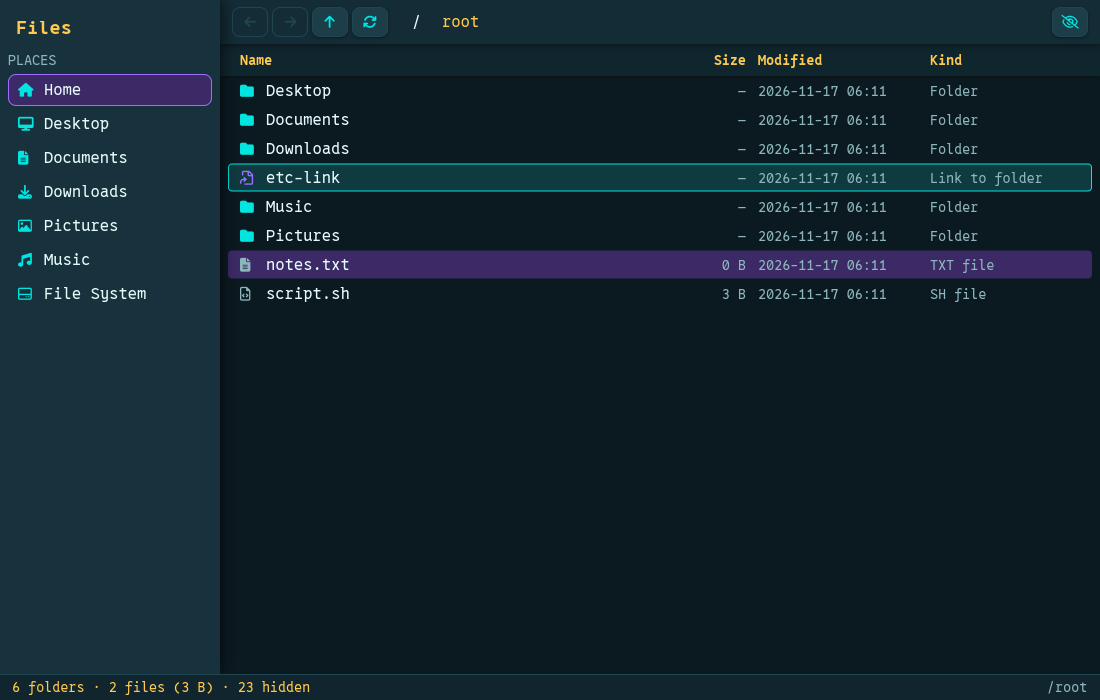 Files
/ root
PLACES
Home
Desktop
Documents
Downloads
Pictures
Music
File System
Name Size Modified Kind
Desktop — 2026-11-17 06:11 Folder
Documents — 2026-11-17 06:11 Folder
Downloads — 2026-11-17 06:11 Folder
etc-link — 2026-11-17 06:11 Link to folder
Music — 2026-11-17 06:11 Folder
Pictures — 2026-11-17 06:11 Folder
notes.txt 0 B 2026-11-17 06:11 TXT file
script.sh 3 B 2026-11-17 06:11 SH file
6 folders · 2 files (3 B) · 23 hidden /root